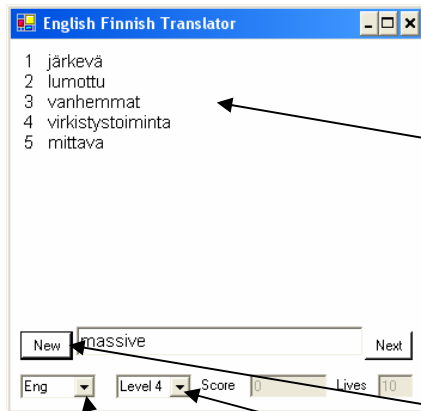 English Finnish Translator
1 järkevä
2 lumottu
3 vanhemmat
4 virkistystoiminta
5 mittava
New massive Next
Eng Level 4 Score 0 Lives 10